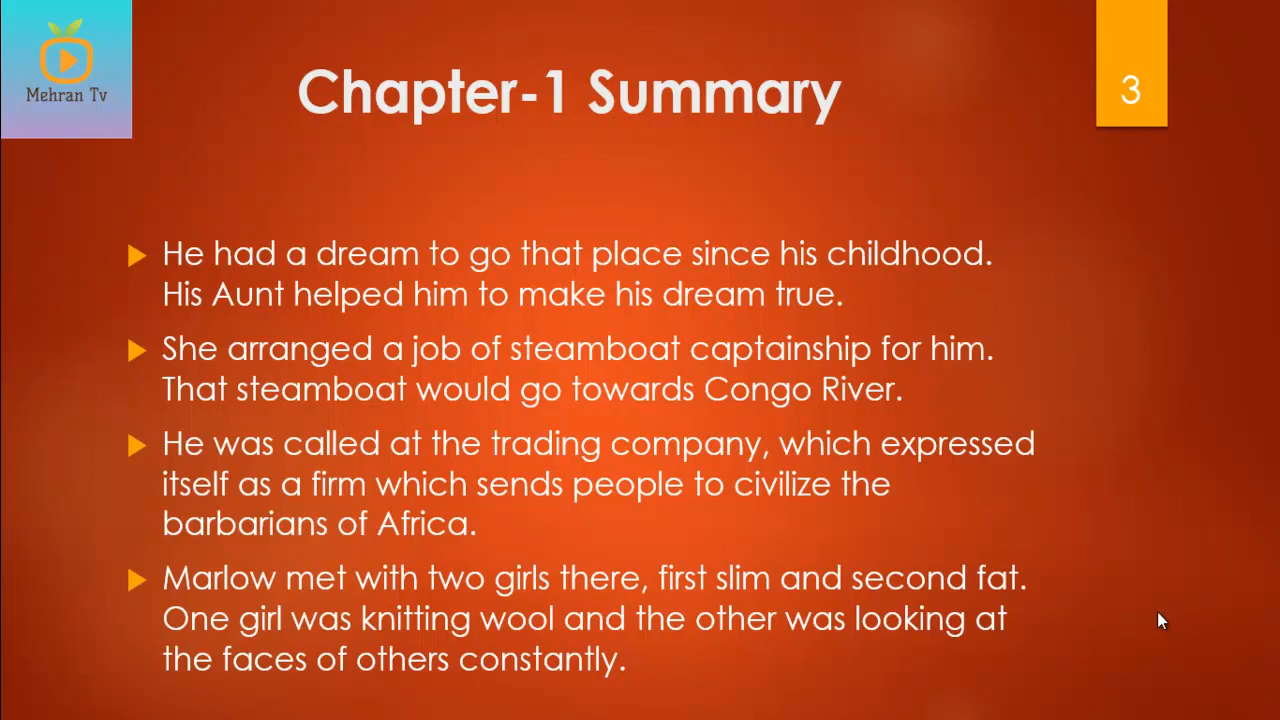 Mehran Tv
Chapter-1 Summary
3
He had a dream to go that place since his childhood.
His Aunt helped him to make his dream true.
She arranged a job of steamboat captainship for him.
That steamboat would go towards Congo River.
He was called at the trading company, which expressed
itself as a firm which sends people to civilize the
barbarians of Africa.
Marlow met with two girls there, first slim and second fat.
One girl was knitting wool and the other was looking at
the faces of others constantly.